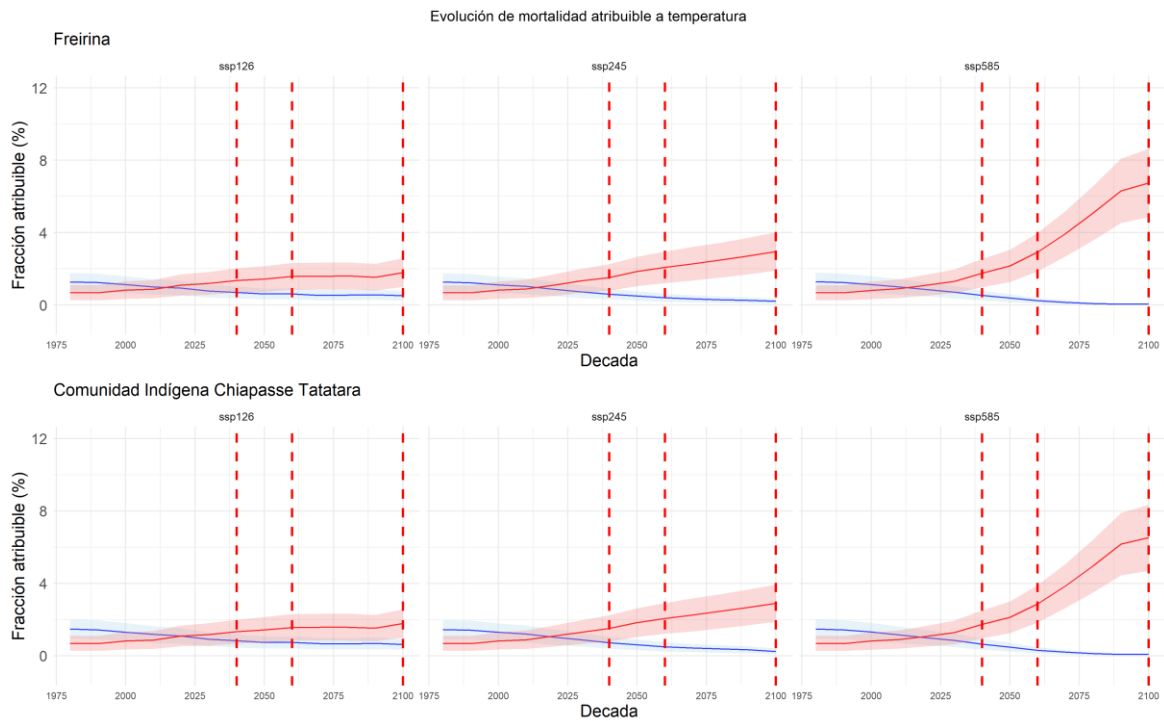 Evolución de mortalidad atribuible a temperatura
Freirina
ssp126
ssp245
ssp585
Fracción atribuible (%)
12
8
4
0
1975 2000 2025 2050 2075 2100
1975 2000 2025 2050 2075 2100
1975 2000 2025 2050 2075 2100
Decada
Decada
Comunidad Indígena Chiapasse Tatatara
ssp126
ssp245
ssp585
Fracción atribuible (%)
12
8
4
0
1975 2000 2025 2050 2075 2100
1975 2000 2025 2050 2075 2100
1975 2000 2025 2050 2075 2100
Decada
Decada